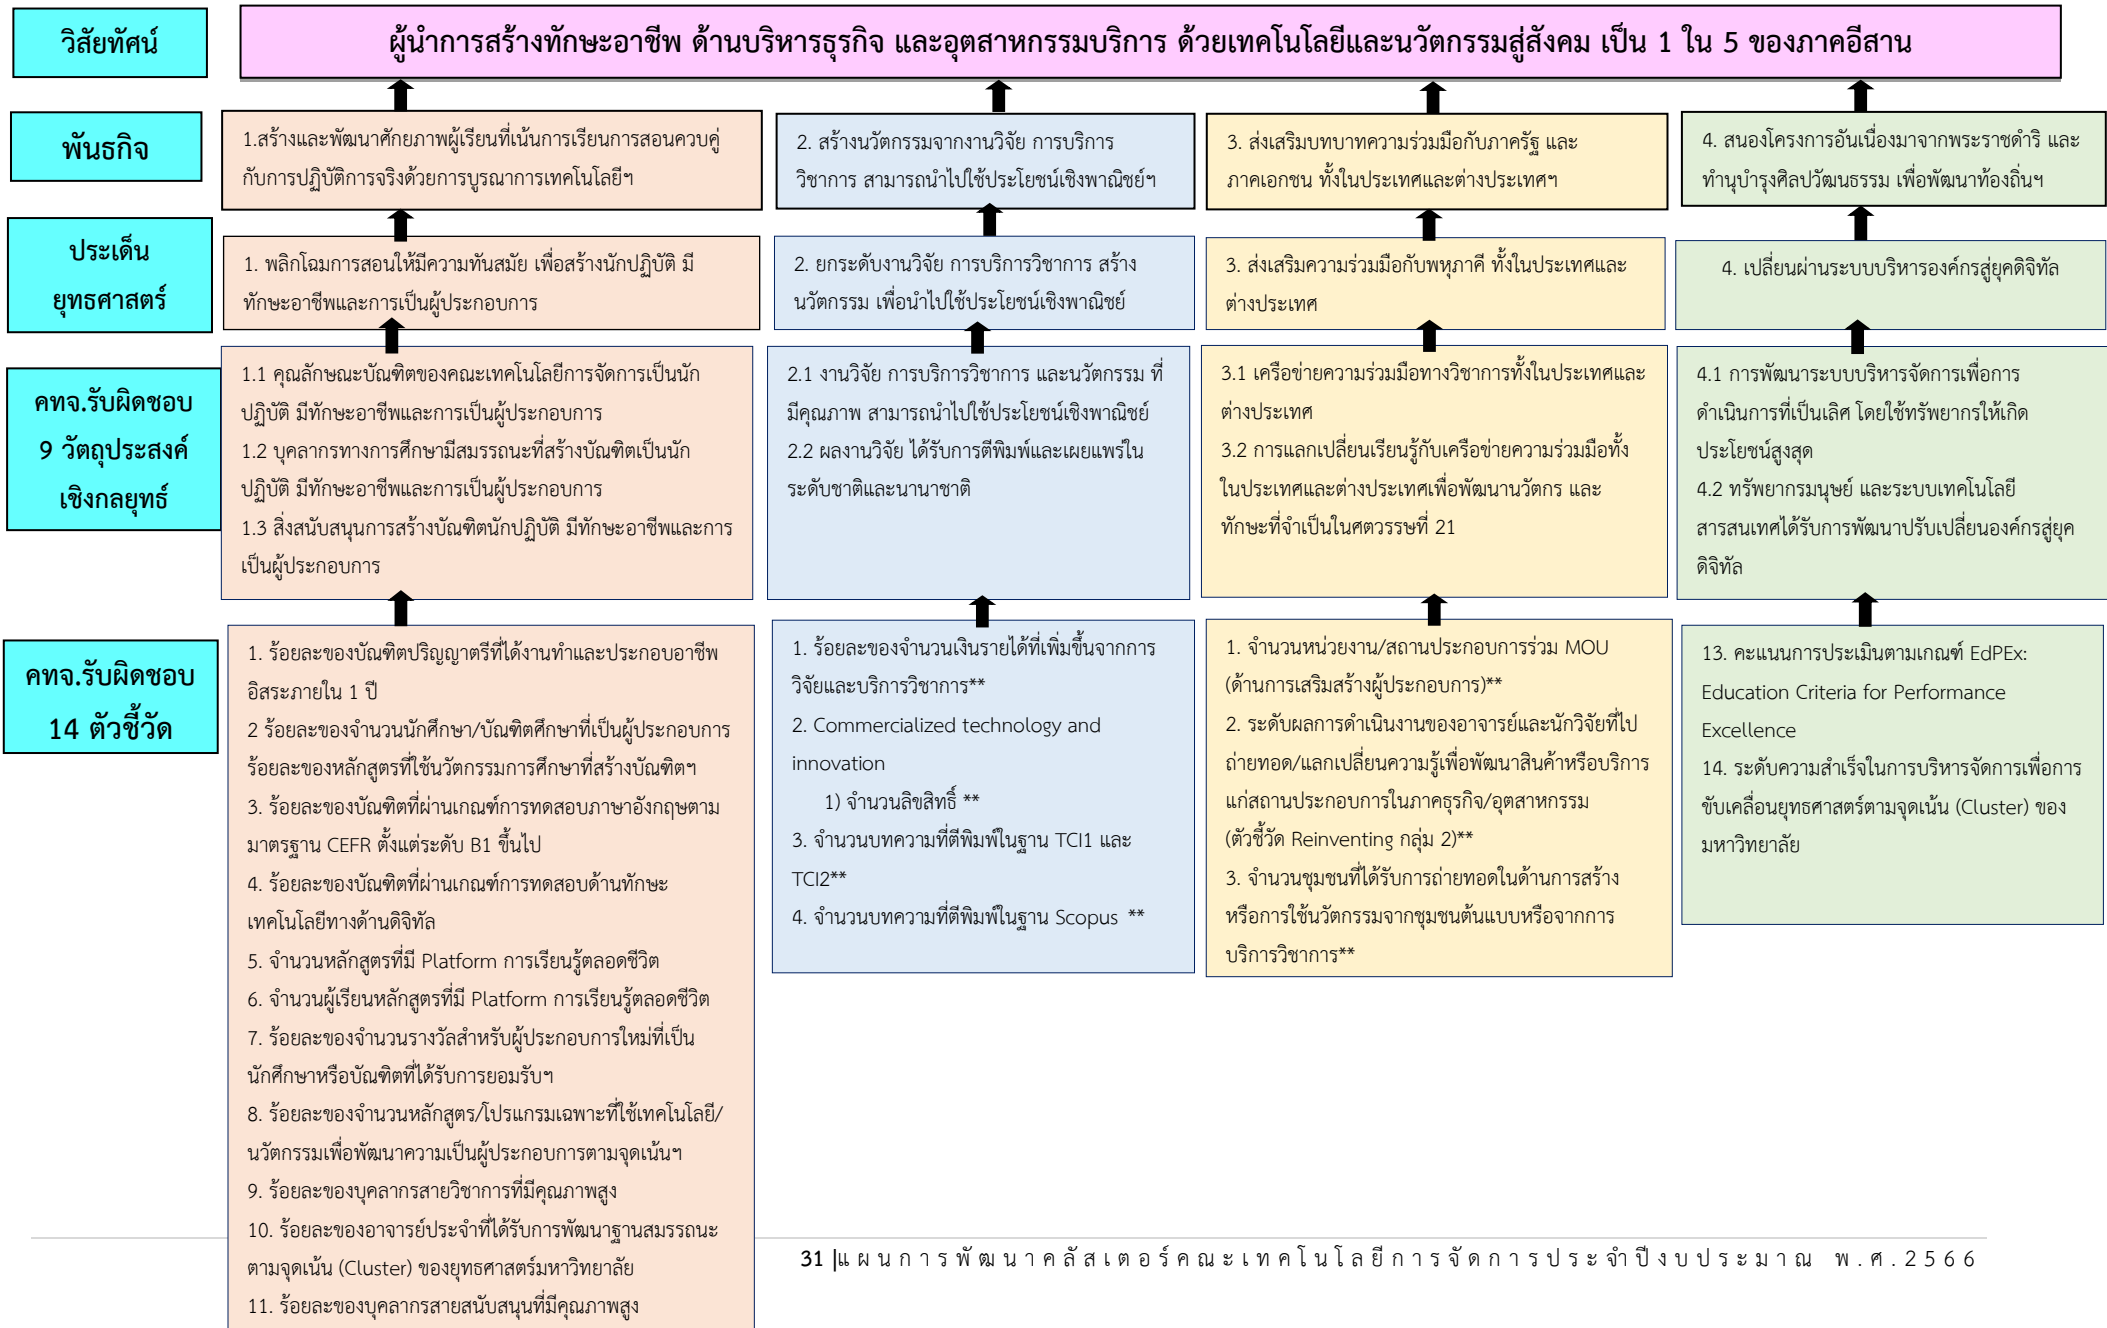 วิสัยทัศน์
ผู้นำการสร้างทักษะอาชีพ ด้านบริหารธุรกิจ และอุตสาหกรรมบริการ ด้วยเทคโนโลยีและนวัตกรรมสู่สังคม เป็น 1 ใน 5 ของภาคอีสาน
พันธกิจ
1.สร้างและพัฒนาศักยภาพผู้เรียนที่เน้นการเรียนการสอนควบคู่
กับการปฏิบัติการจริงด้วยการบูรณาการเทคโนโลยีฯ
2. สร้างนวัตกรรมจากงานวิจัย การบริการ
วิชาการ สามารถนำไปใช้ประโยชน์เชิงพาณิชย์ฯ
3. ส่งเสริมบทบาทความร่วมมือกับภาครัฐ และ
ภาคเอกชน ทั้งในประเทศและต่างประเทศฯ
4. สนองโครงการอันเนื่องมาจากพระราชดำริ และ
ทำนุบำรุงศิลปวัฒนธรรม เพื่อพัฒนาท้องถิ่นฯ
ประเด็น
ยุทธศาสตร์
1. พลิกโฉมการสอนให้มีความทันสมัย เพื่อสร้างนักปฏิบัติ มี
ทักษะอาชีพและการเป็นผู้ประกอบการ
2. ยกระดับงานวิจัย การบริการวิชาการ สร้าง
นวัตกรรม เพื่อนำไปใช้ประโยชน์เชิงพาณิชย์
3. ส่งเสริมความร่วมมือกับพหุภาคี ทั้งในประเทศและ
ต่างประเทศ
4. เปลี่ยนผ่านระบบบริหารองค์กรสู่ยุคดิจิทัล
คทจ.รับผิดชอบ
9 วัตถุประสงค์
เชิงกลยุทธ์
1.1 คุณลักษณะบัณฑิตของคณะเทคโนโลยีการจัดการเป็นนัก
ปฏิบัติ มีทักษะอาชีพและการเป็นผู้ประกอบการ
1.2 บุคลากรทางการศึกษามีสมรรถนะที่สร้างบัณฑิตเป็นนัก
ปฏิบัติ มีทักษะอาชีพและการเป็นผู้ประกอบการ
1.3 สิ่งสนับสนุนการสร้างบัณฑิตนักปฏิบัติ มีทักษะอาชีพและการ
เป็นผู้ประกอบการ
2.1 งานวิจัย การบริการวิชาการ และนวัตกรรม ที่
มีคุณภาพ สามารถนำไปใช้ประโยชน์เชิงพาณิชย์
2.2 ผลงานวิจัย ได้รับการตีพิมพ์และเผยแพร่ใน
ระดับชาติและนานาชาติ
3.1 เครือข่ายความร่วมมือทางวิชาการทั้งในประเทศและ
ต่างประเทศ
3.2 การแลกเปลี่ยนเรียนรู้กับเครือข่ายความร่วมมือทั้ง
ในประเทศและต่างประเทศเพื่อพัฒนานวัตกร และ
ทักษะที่จำเป็นในศตวรรษที่ 21
4.1 การพัฒนาระบบบริหารจัดการเพื่อการ
ดำเนินการที่เป็นเลิศ โดยใช้ทรัพยากรให้เกิด
ประโยชน์สูงสุด
4.2 ทรัพยากรมนุษย์ และระบบเทคโนโลยี
สารสนเทศได้รับการพัฒนาปรับเปลี่ยนองค์กรสู่ยุค
ดิจิทัล
คทจ.รับผิดชอบ
14 ตัวชี้วัด
1. ร้อยละของบัณฑิตปริญญาตรีที่ได้งานทำและประกอบอาชีพ
อิสระภายใน 1 ปี
2 ร้อยละของจำนวนนักศึกษา/บัณฑิตศึกษาที่เป็นผู้ประกอบการ
ร้อยละของหลักสูตรที่ใช้นวัตกรรมการศึกษาที่สร้างบัณฑิตฯ
3. ร้อยละของบัณฑิตที่ผ่านเกณฑ์การทดสอบภาษาอังกฤษตาม
มาตรฐาน CEFR ตั้งแต่ระดับ B1 ขึ้นไป
4. ร้อยละของบัณฑิตที่ผ่านเกณฑ์การทดสอบด้านทักษะ
เทคโนโลยีทางด้านดิจิทัล
5. จำนวนหลักสูตรที่มี Platform การเรียนรู้ตลอดชีวิต
6. จำนวนผู้เรียนหลักสูตรที่มี Platform การเรียนรู้ตลอดชีวิต
7. ร้อยละของจำนวนรางวัลสำหรับผู้ประกอบการใหม่ที่เป็น
นักศึกษาหรือบัณฑิตที่ได้รับการยอมรับฯ
8. ร้อยละของจำนวนหลักสูตร/โปรแกรมเฉพาะที่ใช้เทคโนโลยี/
นวัตกรรมเพื่อพัฒนาความเป็นผู้ประกอบการตามจุดเน้นฯ
9. ร้อยละของบุคลากรสายวิชาการที่มีคุณภาพสูง
10. ร้อยละของอาจารย์ประจำที่ได้รับการพัฒนาฐานสมรรถนะ
ตามจุดเน้น (Cluster) ของยุทธศาสตร์มหาวิทยาลัย
11. ร้อยละของบุคลากรสายสนับสนุนที่มีคุณภาพสูง
1. ร้อยละของจำนวนเงินรายได้ที่เพิ่มขึ้นจากการ
วิจัยและบริการวิชาการ**
2. Commercialized technology and
innovation
1) จำนวนลิขสิทธิ์ **
3. จำนวนบทความที่ตีพิมพ์ในฐาน TCI1 และ
TCI2**
4. จำนวนบทความที่ตีพิมพ์ในฐาน Scopus **
1. จำนวนหน่วยงาน/สถานประกอบการร่วม MOU
(ด้านการเสริมสร้างผู้ประกอบการ)**
2. ระดับผลการดำเนินงานของอาจารย์และนักวิจัยที่ไป
ถ่ายทอด/แลกเปลี่ยนความรู้เพื่อพัฒนาสินค้าหรือบริการ
แก่สถานประกอบการในภาคธุรกิจ/อุตสาหกรรม
(ตัวชี้วัด Reinventing กลุ่ม 2)**
3. จำนวนชุมชนที่ได้รับการถ่ายทอดในด้านการสร้าง
หรือการใช้นวัตกรรมจากชุมชนต้นแบบหรือจากการ
บริการวิชาการ**
13. คะแนนการประเมินตามเกณฑ์ EdPEx:
Education Criteria for Performance
Excellence
14. ระดับความสำเร็จในการบริหารจัดการเพื่อการ
ขับเคลื่อนยุทธศาสตร์ตามจุดเน้น (Cluster) ของ
มหาวิทยาลัย
31 |แผนการพัฒนาคลัสเตอร์คณะเทคโนโลยีการจัดการประจำปีงบประมาณ พ.ศ.2566